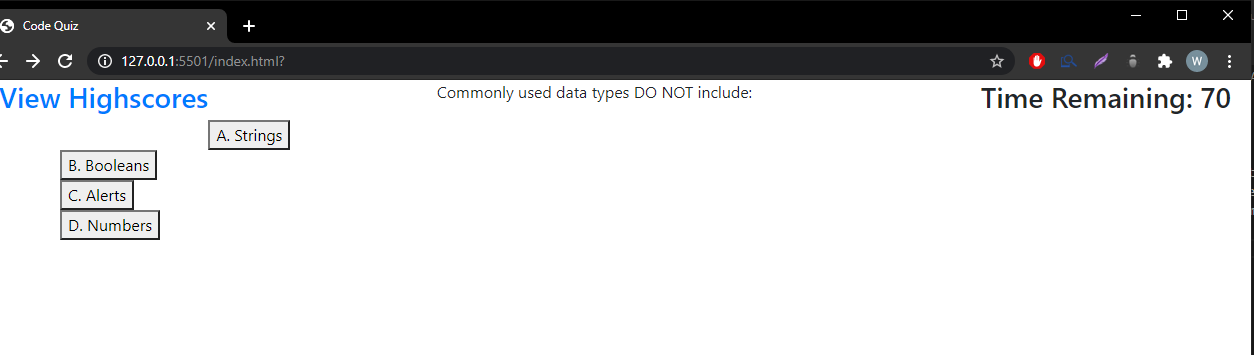 Code Quiz
127.0.0.1:5501/index.html?
W
View Highscores
Commonly used data types DO NOT include:
Time Remaining: 70
A. Strings
B. Booleans
C. Alerts
D. Numbers